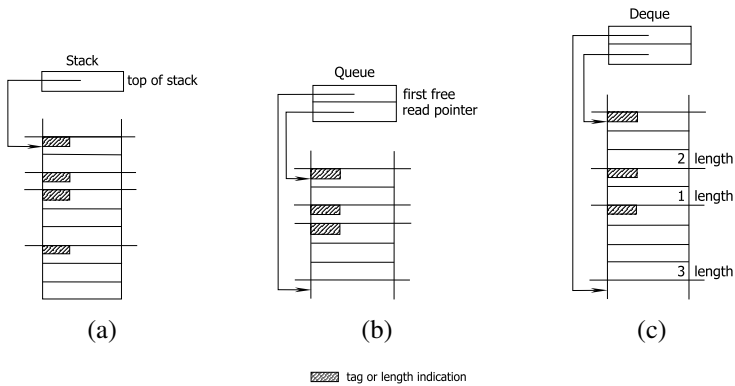 Stack
top of stack
(a)
Queue
first free
read pointer
(b)
Deque
2 length
1 length
3 length
(c)
tag or length indication